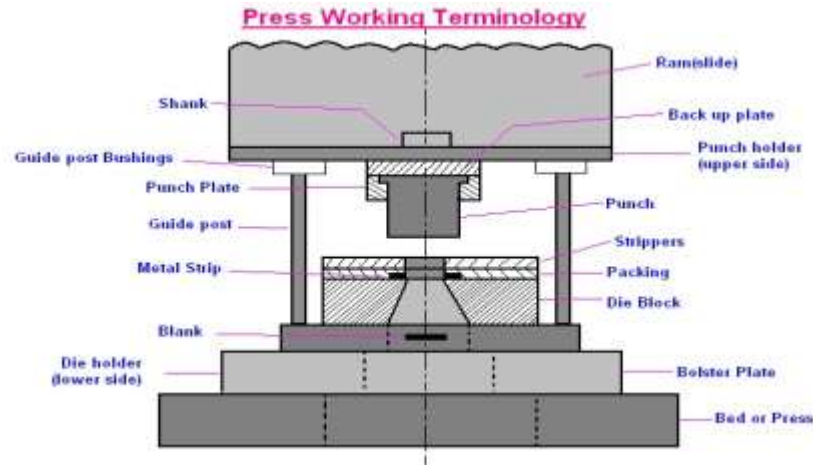 Press Working Terminology
Ram(slide)
Shank
Back up plate
Guide post Bushings
Punch holder
(upper side)
Punch Plate
Punch
Guide post
Strippers
Metal Strip
Packing
Die Block
Blank
Die holder
(lower side)
Bolster Plate
Bed or Press